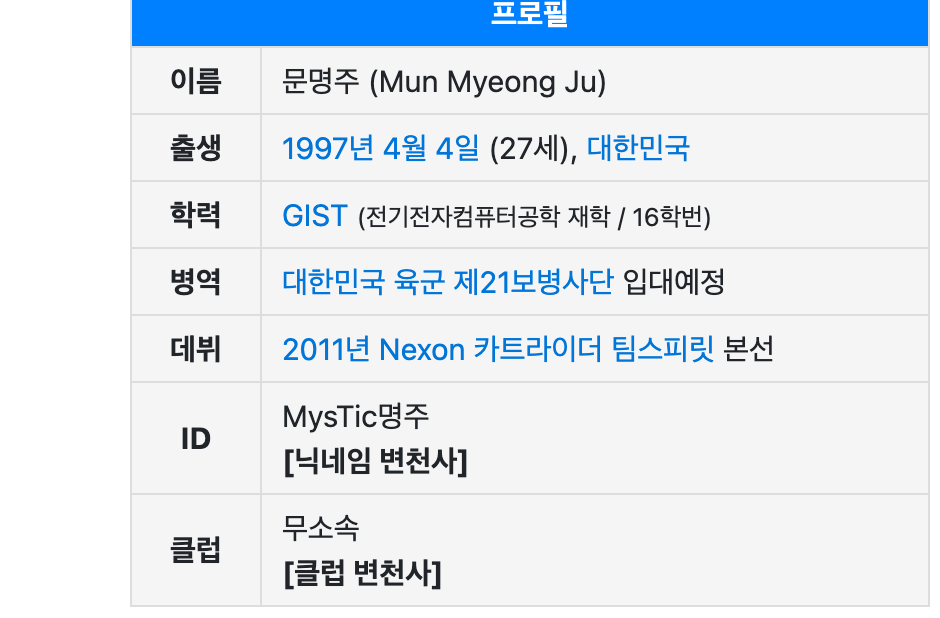 프로필
이름 문명주 (Mun Myeong Ju)
출생 1997년 4월 4일 (27세), 대한민국
학력 GIST (전기전자컴퓨터공학 재학 / 16학번)
병역 대한민국 육군 제21보병사단 입대예정
데뷔 2011년 Nexon 카트라이더 팀스피릿 본선
ID MysTic명주
[닉네임 변천사]
클럽 무소속
[클럽 변천사]